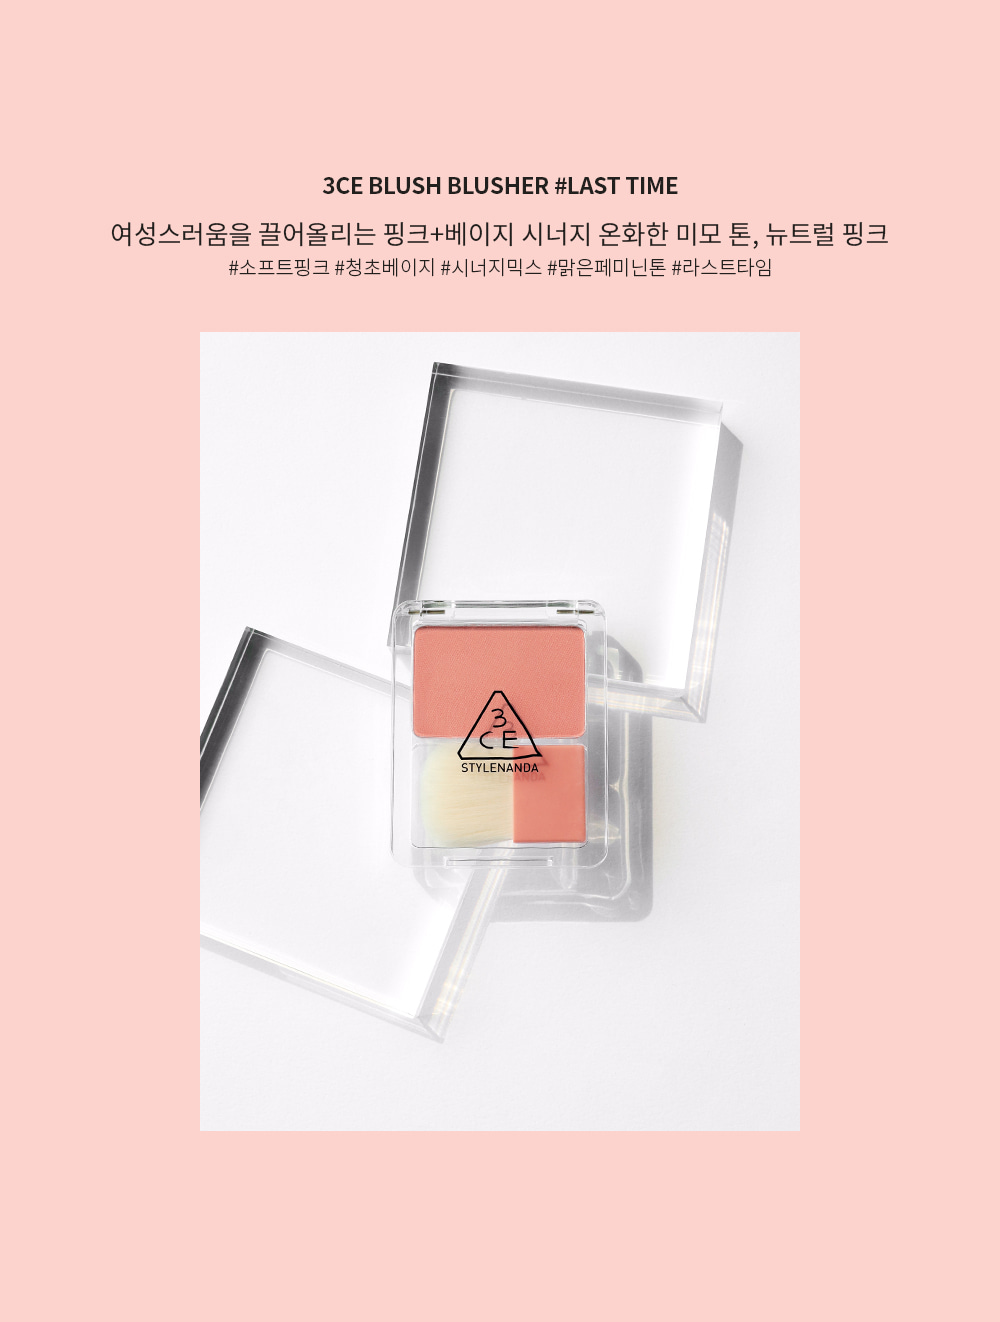 3CE BLUSH BLUSHER #LAST TIME
여성스러움을 끌어올리는 핑크+베이지 시너지 온화한 미모 톤, 뉴트럴 핑크
#소프트핑크 #청초베이지 #시너지믹스 #맑은페미닌톤 #라스트타임
3
CE
STYLENANDA